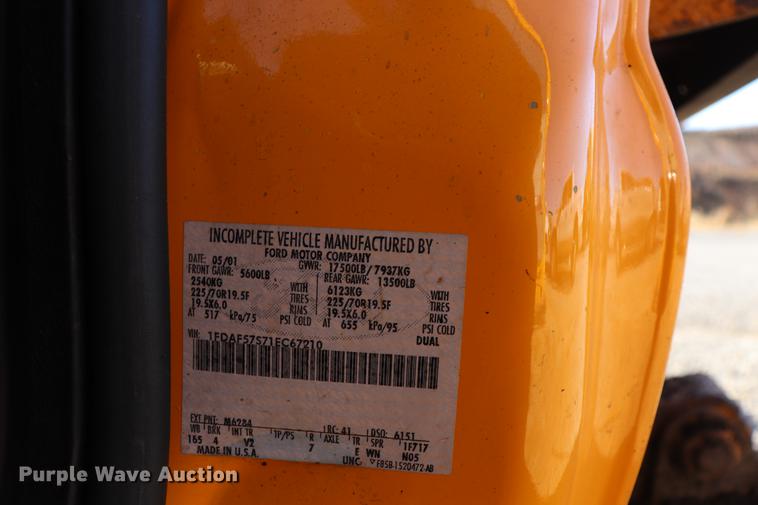 INCOMPLETE VEHICLE MANUFACTURED BY
FORD MOTOR COMPANY
DATE: 05/01 GVWR: 17500LB/7937KG
FRONT GAWR: 5600LB REAR GAWR: 13500LB
2540KG WITH 6123KG WITH
225/70R19.5F TIRES 225/70R19.5F TIRES
19.5X6.0 RIMS 19.5X6.0 RIMS
AT 517 kPa/75 PSI COLD AT 655 kPa/95 PSI COLD
DUAL
VIN: 1FDAF57S71EC67210
EXT PNT: M6284 RC: 41 DSO: 6151
WB BRK INT TR TP/PS R AXLE TR SPR 1F717
165 4 V2 7 E WN N05
MADE IN U.S.A. UNC F85B-1520472-AB
Purple Wave Auction